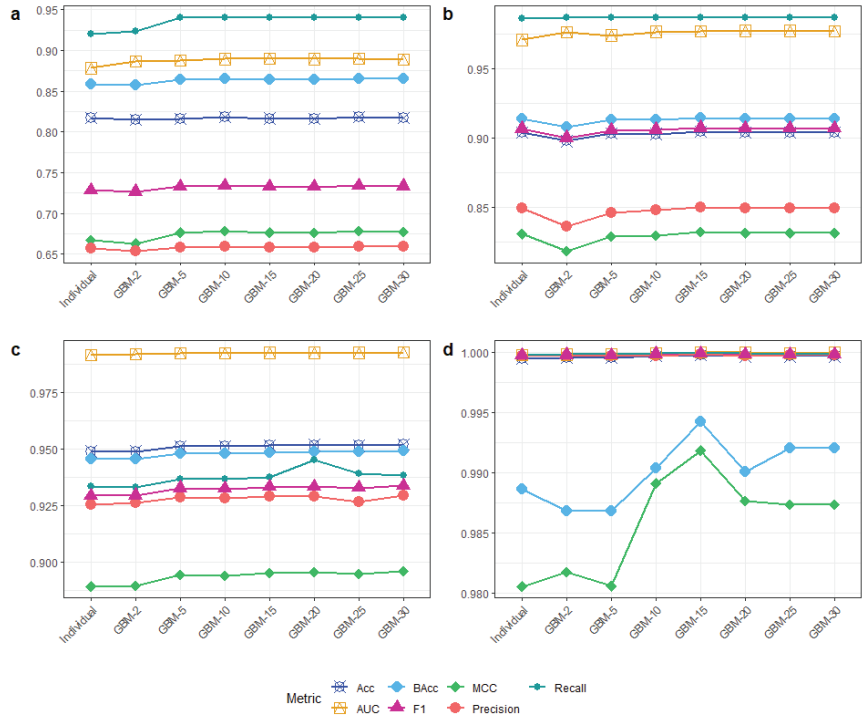 a
0.95
0.90
0.85
0.80
0.75
0.70
0.65
Individual
GBM-2
GBM-5
GBM-10
GBM-15
GBM-20
GBM-25
GBM-30
b
0.95
0.90
0.85
Individual
GBM-2
GBM-5
GBM-10
GBM-15
GBM-20
GBM-25
GBM-30
c
0.975
0.950
0.925
0.900
Individual
GBM-2
GBM-5
GBM-10
GBM-15
GBM-20
GBM-25
GBM-30
d
1.000
0.995
0.990
0.985
0.980
Individual
GBM-2
GBM-5
GBM-10
GBM-15
GBM-20
GBM-25
GBM-30
Metric
Acc BAcc MCC Recall
AUC F1 Precision